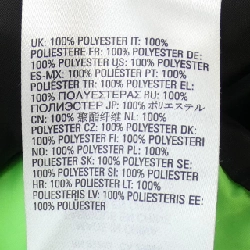 UK: 100% POLYESTER IT: 100%
POLIESTERE FR: 100% POLYESTER DE:
100% POLYESTER US: 100% POLYESTER
ES-MX: 100% POLIÉSTER PT: 100%
POLIÉSTER TR: 100% POLYESTER EL:
100% ΠΟΛΥΕΣΤΕΡΑΣ RU: 100%
ПОЛИЭСТЕР JP: 100% ポリエステル
CN: 100% 聚酯纤维 NL: 100%
POLYESTER CZ: 100% POLYESTER DK:
100% POLYESTER FI: 100% POLYESTERI
NO: 100% POLYESTER PL: 100%
POLIESTER SK: 100% POLYESTER SE:
100% POLYESTER SI: 100% POLIESTER
HR: 100% POLIESTER LT: 100%
POLIESTERIS LV: 100% POLIESTERIS EE:
100% POLÜESTER